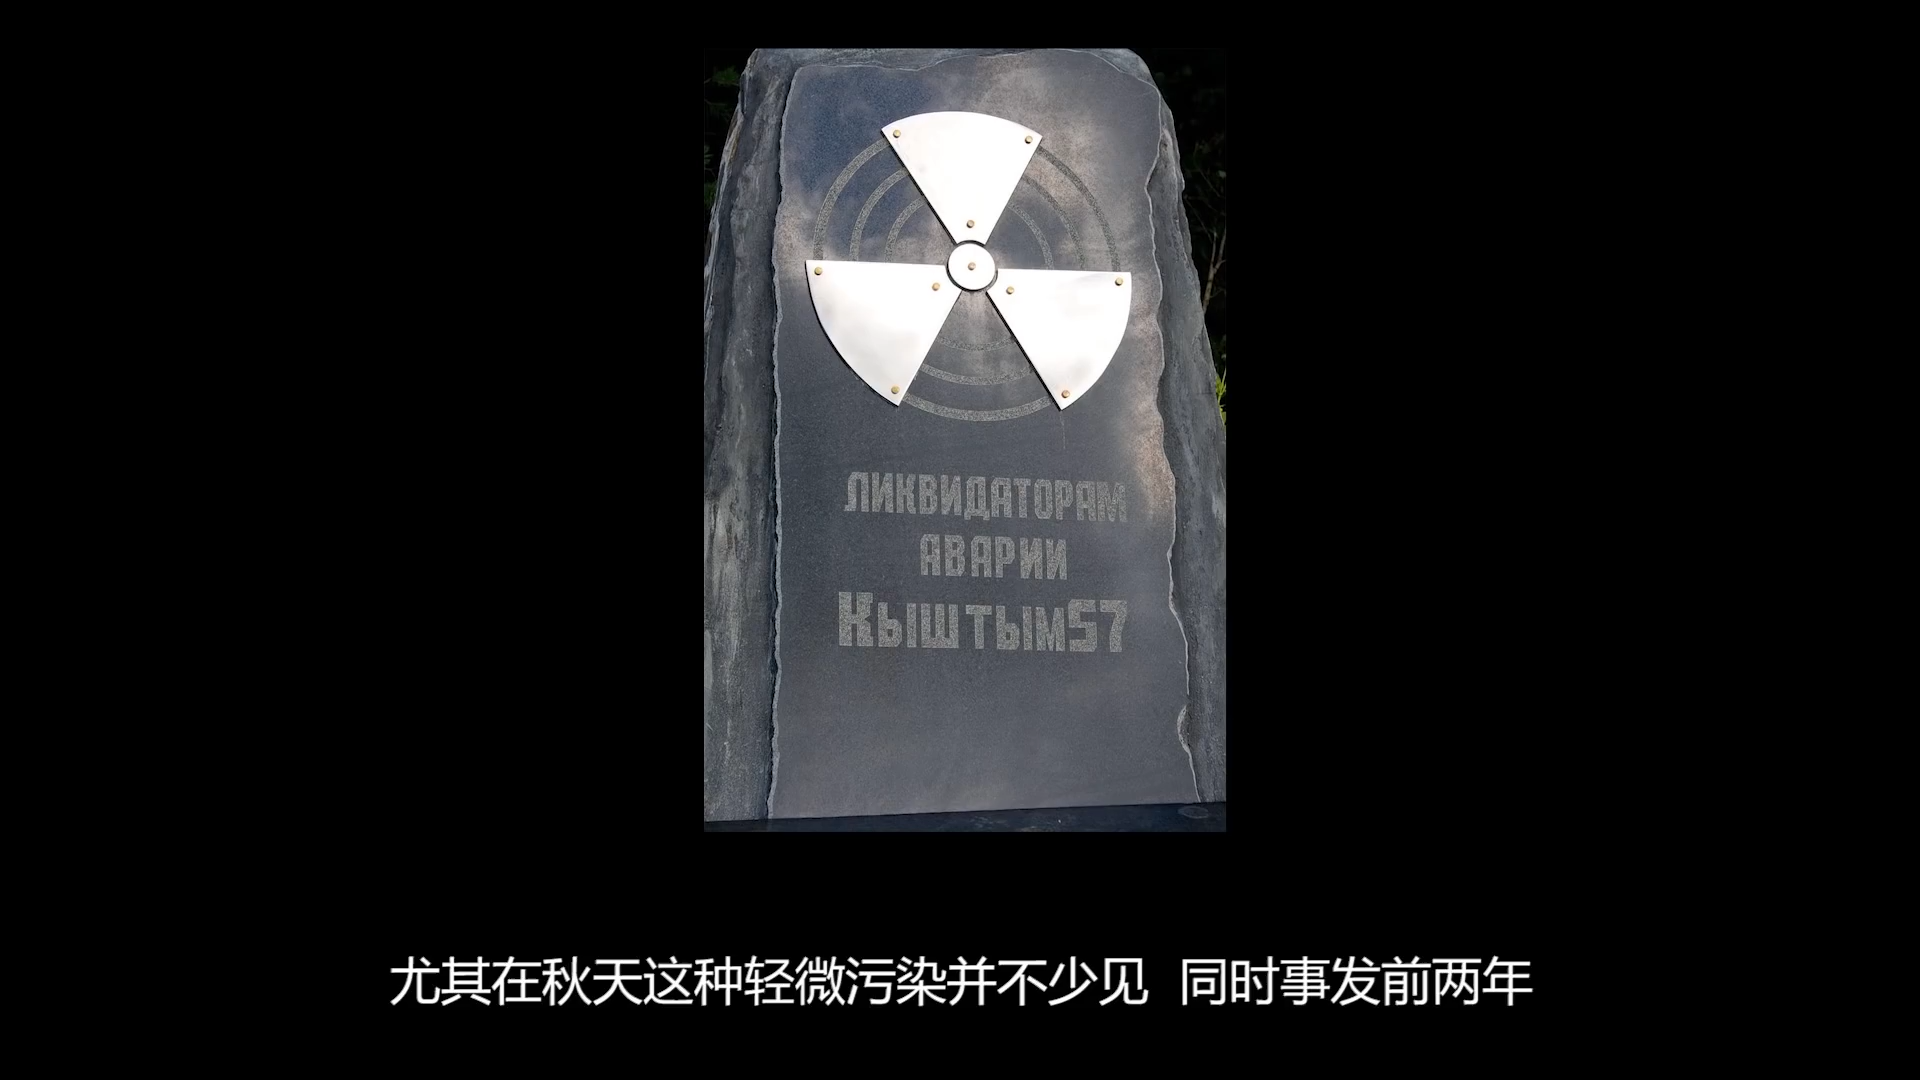 ЛИКВИДАТОРАМ
АВАРИИ
КЫШТЫМ57
尤其在秋天这种轻微污染并不少见 同时事发前两年